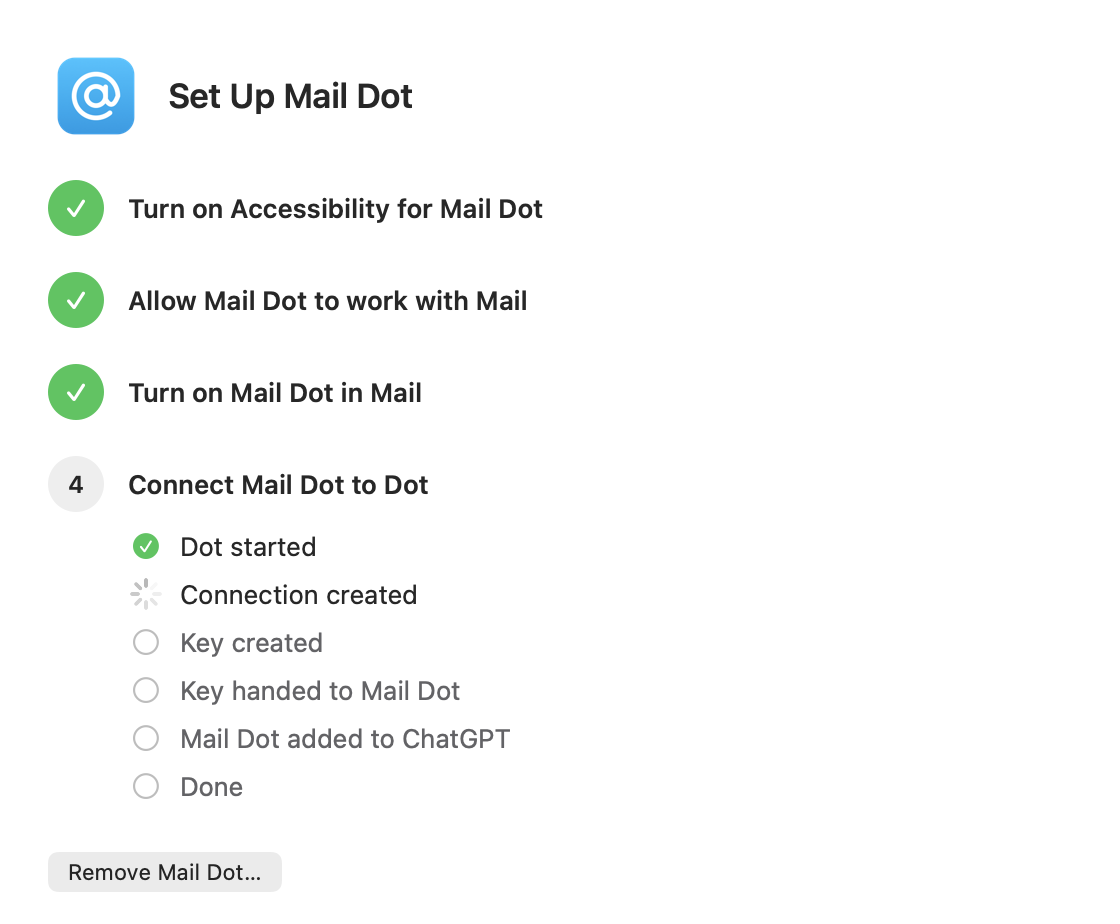 Set Up Mail Dot
Turn on Accessibility for Mail Dot
Allow Mail Dot to work with Mail
Turn on Mail Dot in Mail
4 Connect Mail Dot to Dot
Dot started
Connection created
Key created
Key handed to Mail Dot
Mail Dot added to ChatGPT
Done
Remove Mail Dot...